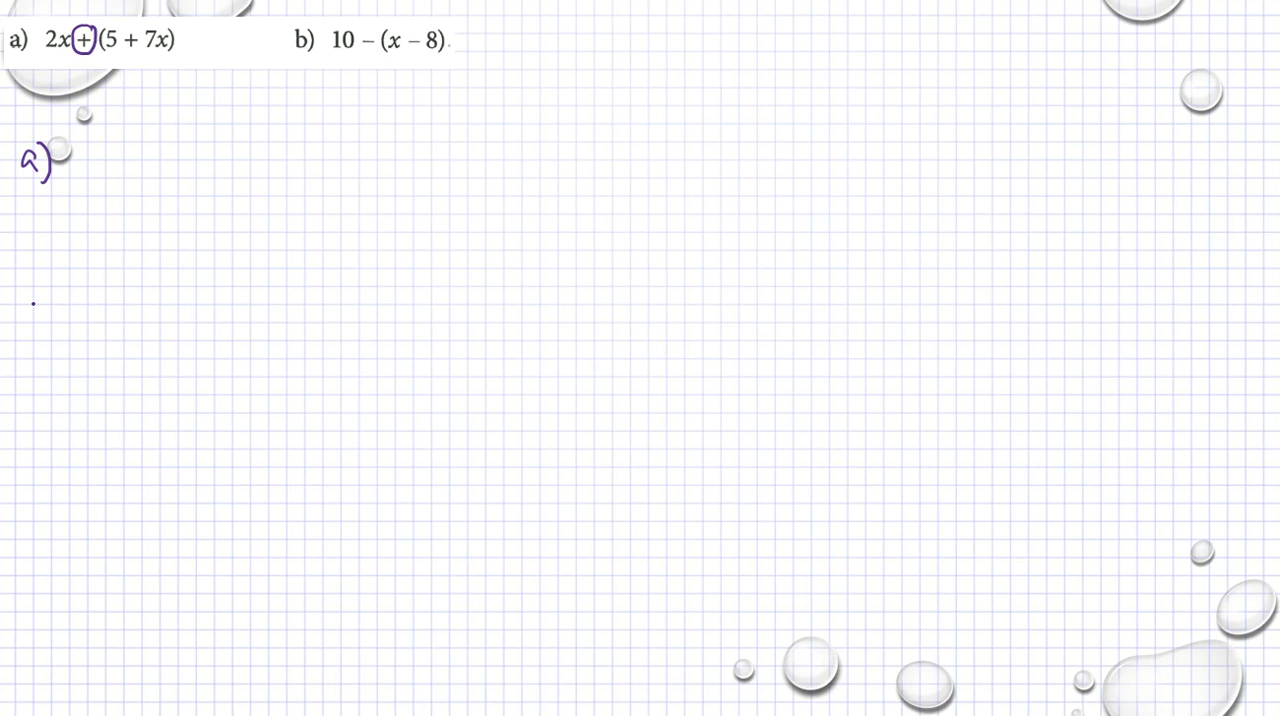 a) 2x + (5 + 7x) b) 10 – (x – 8).
a)